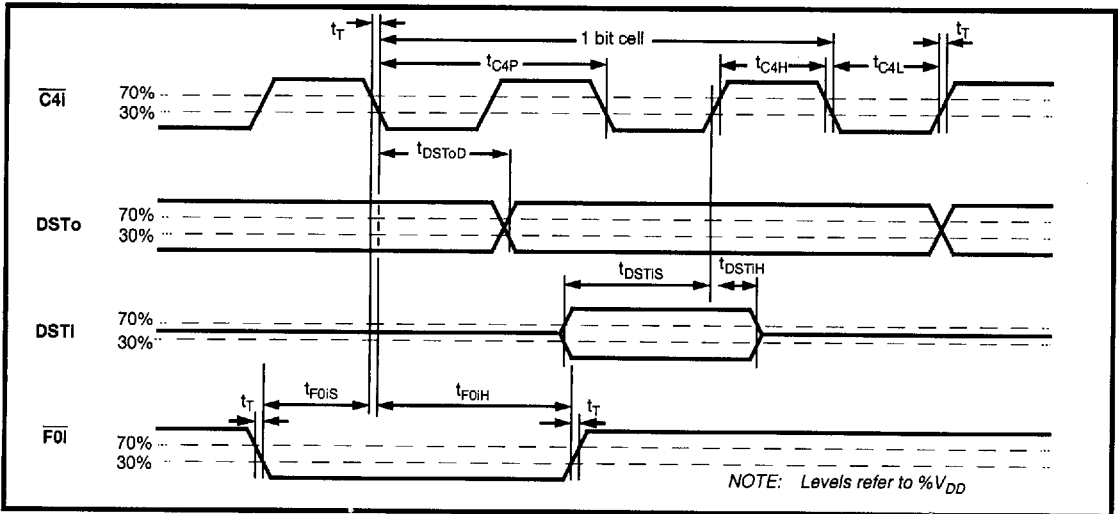 tT
1 bit cell
tT
tC4P
tC4H
tC4L
C4i
70%
30%
tDSToD
DSTo
70%
30%
tDSTiS
tDSTiH
DSTi
70%
30%
tT
tF0iS
tF0iH
tT
F0i
70%
30%
NOTE: Levels refer to %VDD